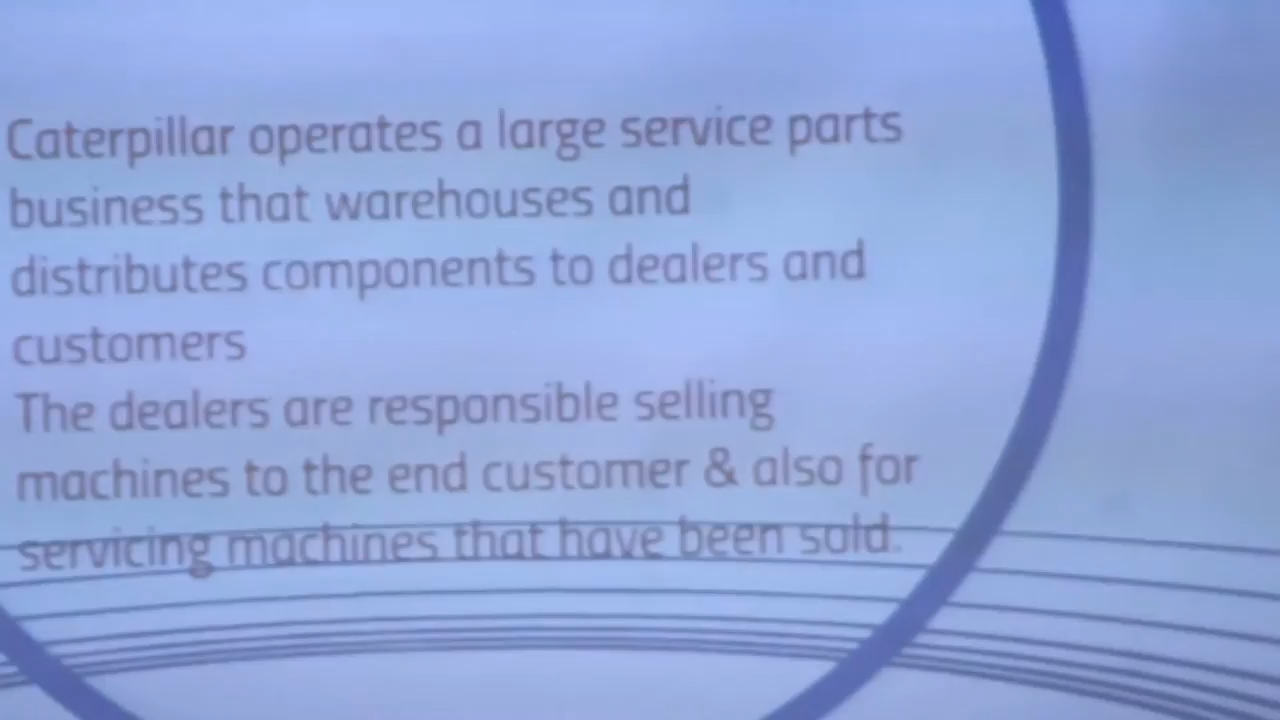 Caterpillar operates a large service parts
business that warehouses and
distributes components to dealers and
customers
The dealers are responsible selling
machines to the end customer & also for
servicing machines that have been sold.